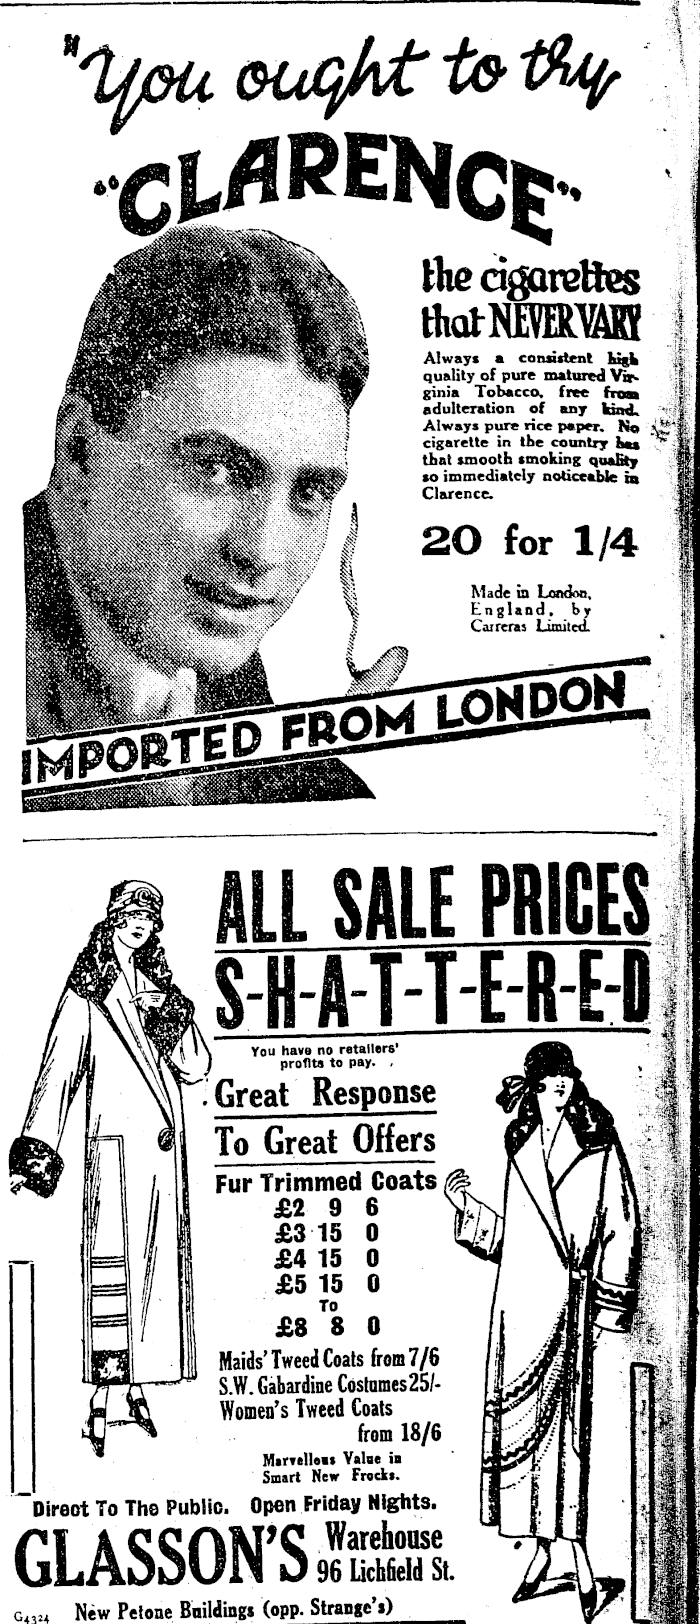 "You ought to try
"CLARENCE"
the cigarettes
that NEVER VARY
Always a consistent high
quality of pure matured Vir-
ginia Tobacco, free from
adulteration of any kind.
Always pure rice paper. No
cigarette in the country has
that smooth smoking quality
so immediately noticeable in
Clarence.
20 for 1/4
Made in London,
England, by
Carreras Limited.
IMPORTED FROM LONDON
ALL SALE PRICES
S-H-A-T-T-E-R-E-D
You have no retailers'
profits to pay.
Great Response
To Great Offers
Fur Trimmed Coats
£2 9 6
£3 15 0
£4 15 0
£5 15 0
To
£8 8 0
Maids' Tweed Coats from 7/6
S.W. Gabardine Costumes 25/-
Women's Tweed Coats
from 18/6
Marvellous Value in
Smart New Frocks.
Direct To The Public. Open Friday Nights.
GLASSON'S Warehouse
96 Lichfield St.
G4324 New Petone Buildings (opp. Strange's)